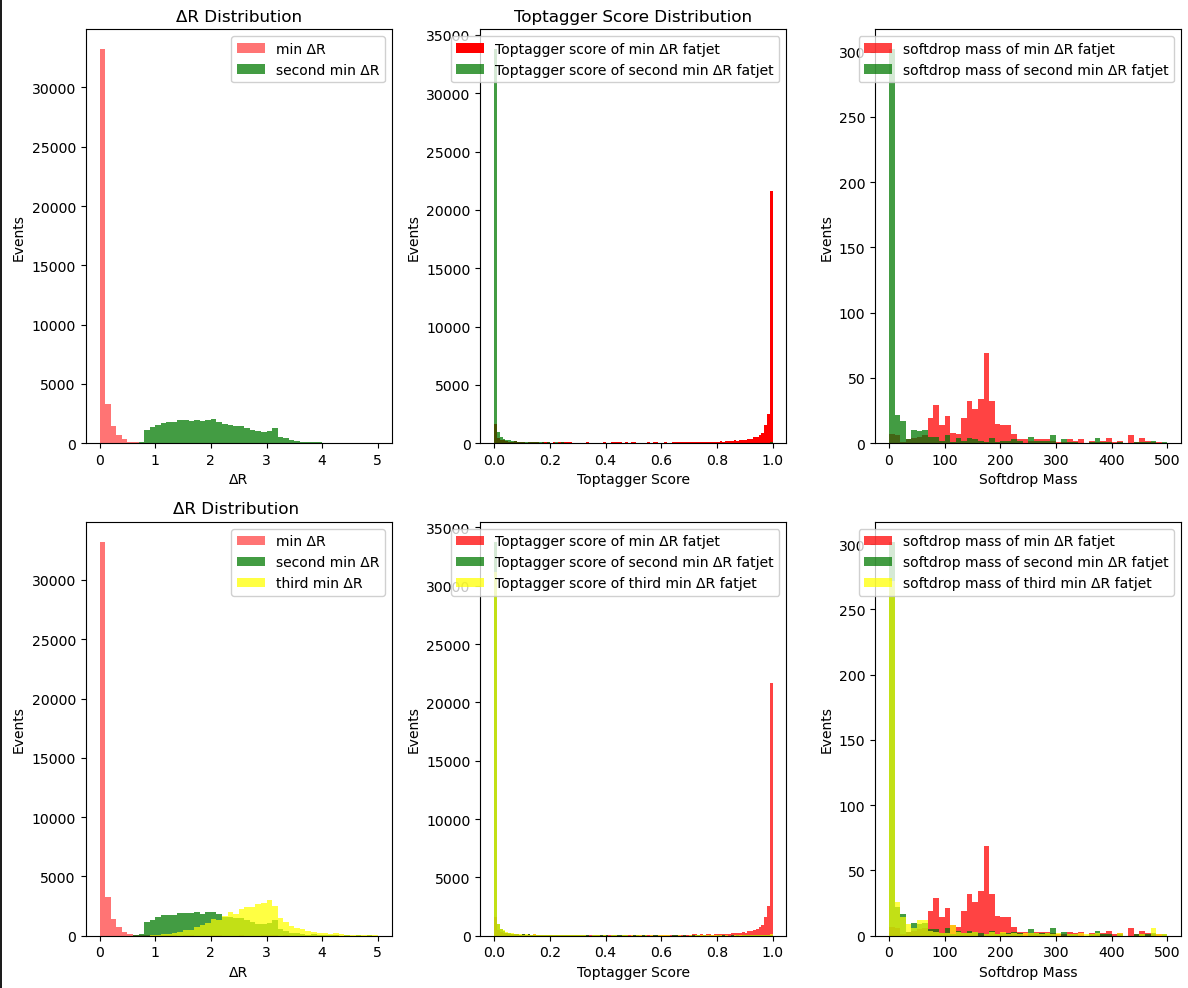 ΔR Distribution
min ΔR
second min ΔR
30000
25000
20000
15000
10000
5000
0
Events
0 1 2 3 4 5
ΔR
Toptagger Score Distribution
Toptagger score of min ΔR fatjet
Toptagger score of second min ΔR fatjet
35000
30000
25000
20000
15000
10000
5000
0
Events
0.0 0.2 0.4 0.6 0.8 1.0
Toptagger Score
softdrop mass of min ΔR fatjet
softdrop mass of second min ΔR fatjet
300
250
200
150
100
50
0
Events
0 100 200 300 400 500
Softdrop Mass
ΔR Distribution
min ΔR
second min ΔR
third min ΔR
30000
25000
20000
15000
10000
5000
0
Events
0 1 2 3 4 5
ΔR
Toptagger score of min ΔR fatjet
Toptagger score of second min ΔR fatjet
Toptagger score of third min ΔR fatjet
35000
30000
25000
20000
15000
10000
5000
0
Events
0.0 0.2 0.4 0.6 0.8 1.0
Toptagger Score
softdrop mass of min ΔR fatjet
softdrop mass of second min ΔR fatjet
softdrop mass of third min ΔR fatjet
300
250
200
150
100
50
0
Events
0 100 200 300 400 500
Softdrop Mass